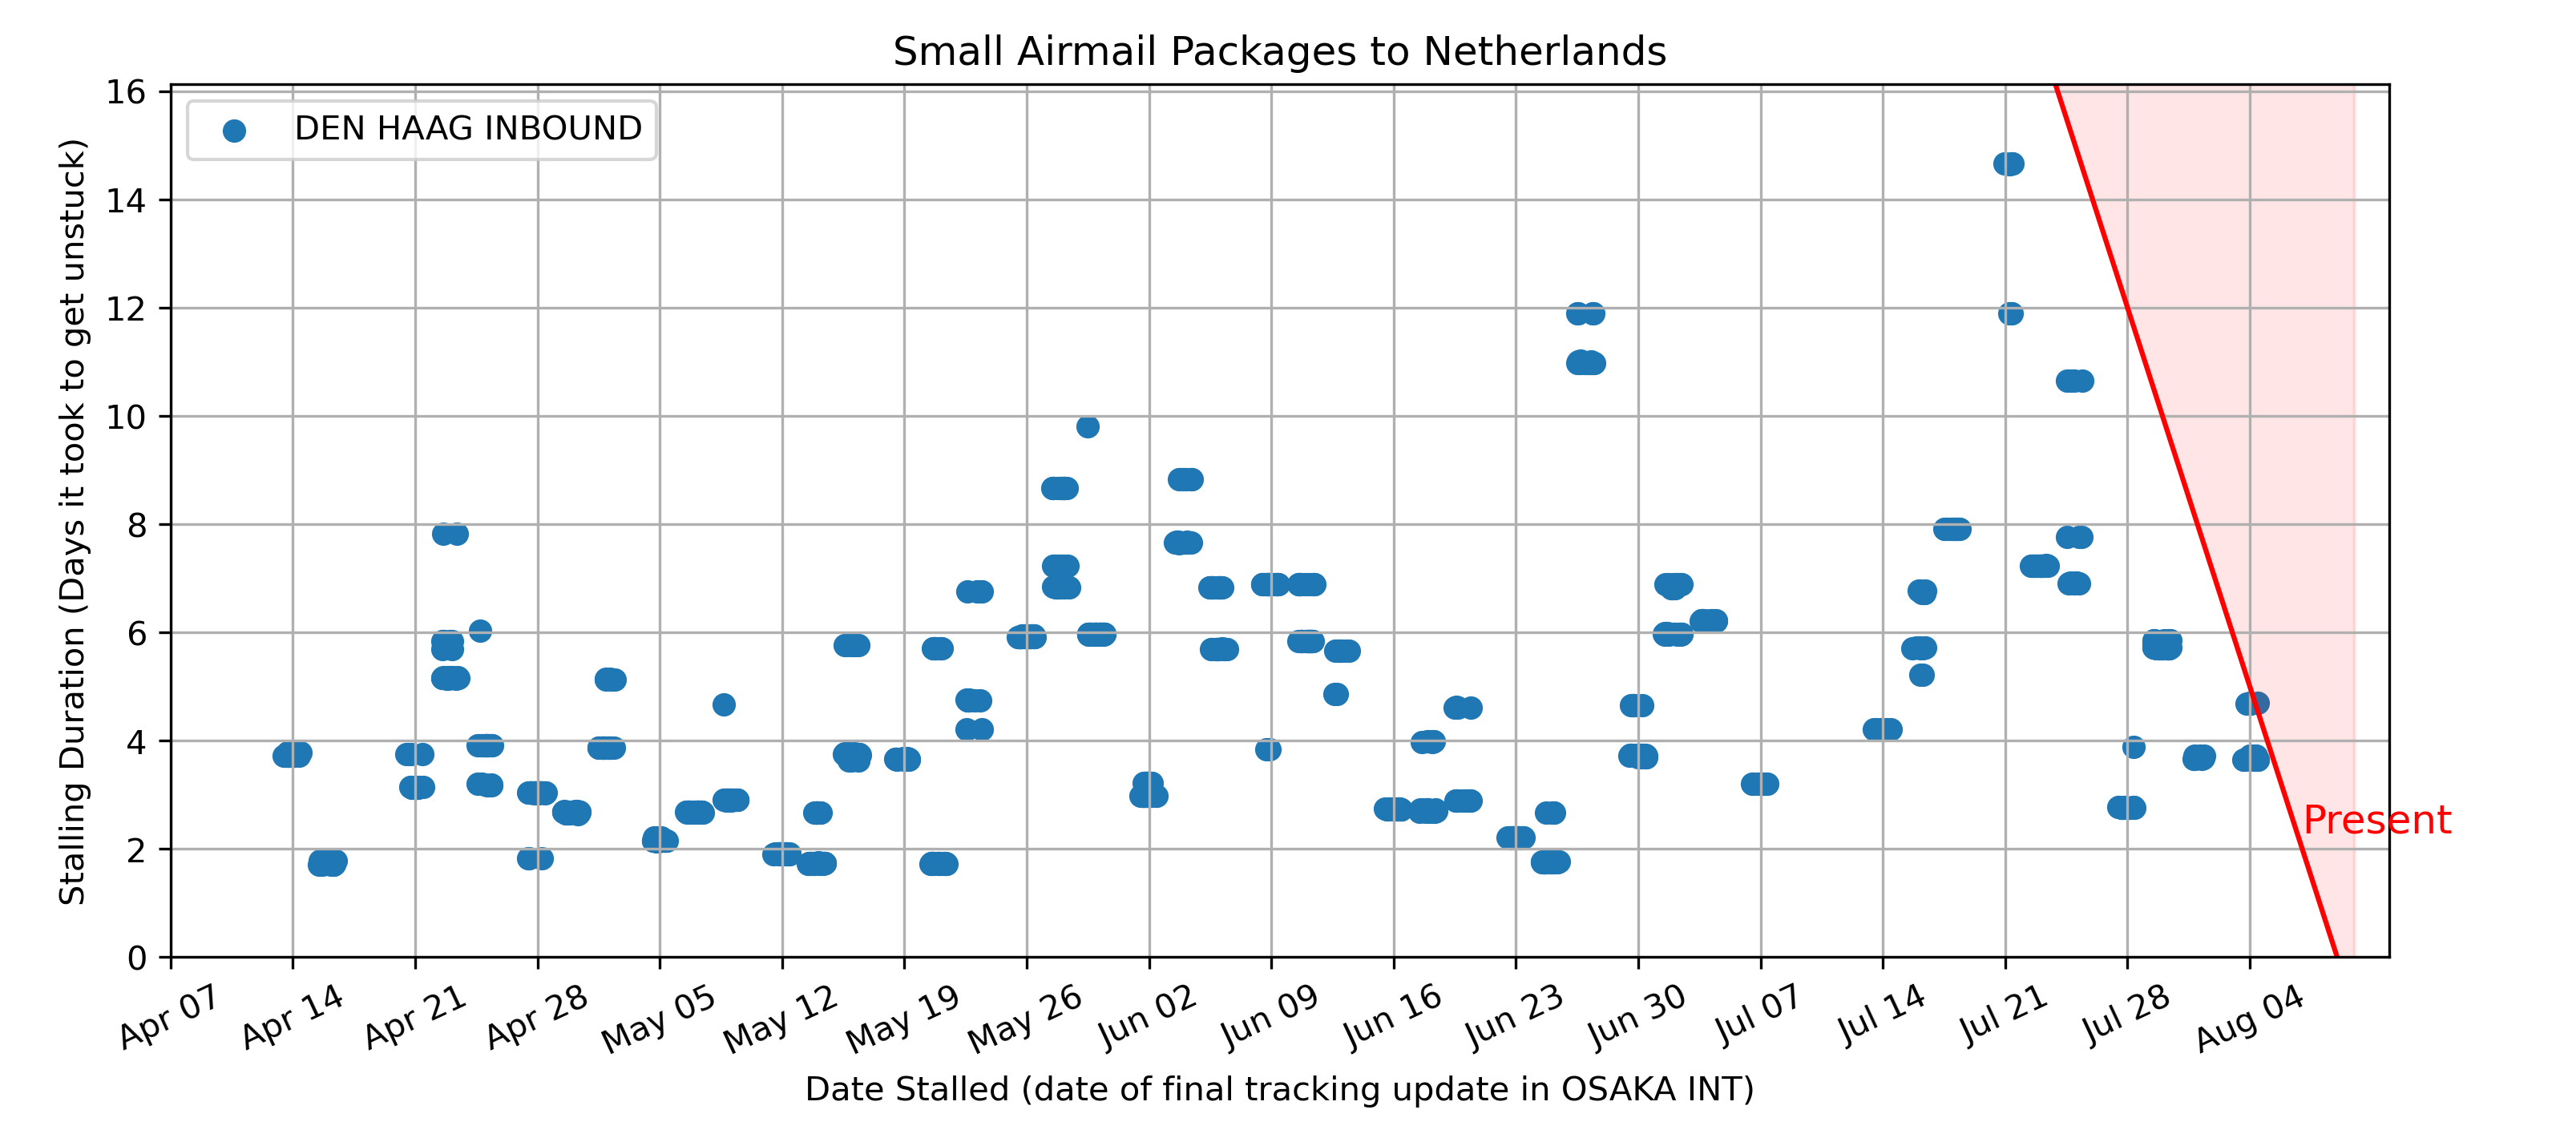 Small Airmail Packages to Netherlands
DEN HAAG INBOUND
Stalling Duration (Days it took to get unstuck)
16
14
12
10
8
6
4
2
0
Present
Apr 07
Apr 14
Apr 21
Apr 28
May 05
May 12
May 19
May 26
Jun 02
Jun 09
Jun 16
Jun 23
Jun 30
Jul 07
Jul 14
Jul 21
Jul 28
Aug 04
Date Stalled (date of final tracking update in OSAKA INT)